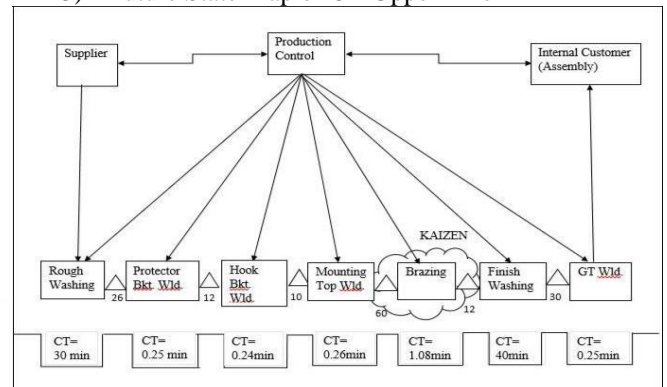 Production
Control
Supplier
Internal Customer
(Assembly)
KAIZEN
Rough
Washing
26
Protector
Bkt. Wld.
12
Hook
Bkt.
Wld.
10
Mounting
Top Wld.
60
Brazing
12
Finish
Washing
30
GT Wld.
CT=
30 min
CT=
0.25 min
CT=
0.24min
CT=
0.26min
CT=
1.08min
CT=
40min
CT=
0.25min